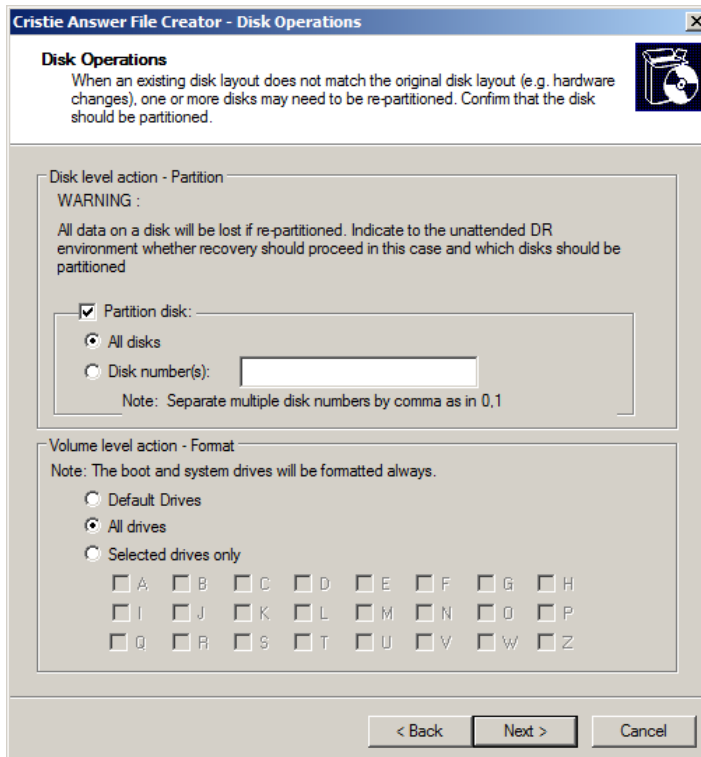 Cristie Answer File Creator - Disk Operations
Disk Operations
When an existing disk layout does not match the original disk layout (e.g. hardware
changes), one or more disks may need to be re-partitioned. Confirm that the disk
should be partitioned.
Disk level action - Partition
WARNING :
All data on a disk will be lost if re-partitioned. Indicate to the unattended DR
environment whether recovery should proceed in this case and which disks should be
partitioned
Partition disk:
All disks
Disk number(s):
Note: Separate multiple disk numbers by comma as in 0,1
Volume level action - Format
Note: The boot and system drives will be formatted always.
Default Drives
All drives
Selected drives only
A B C D E F G H
I J K L M N O P
Q R S T U V W Z
< Back Next > Cancel